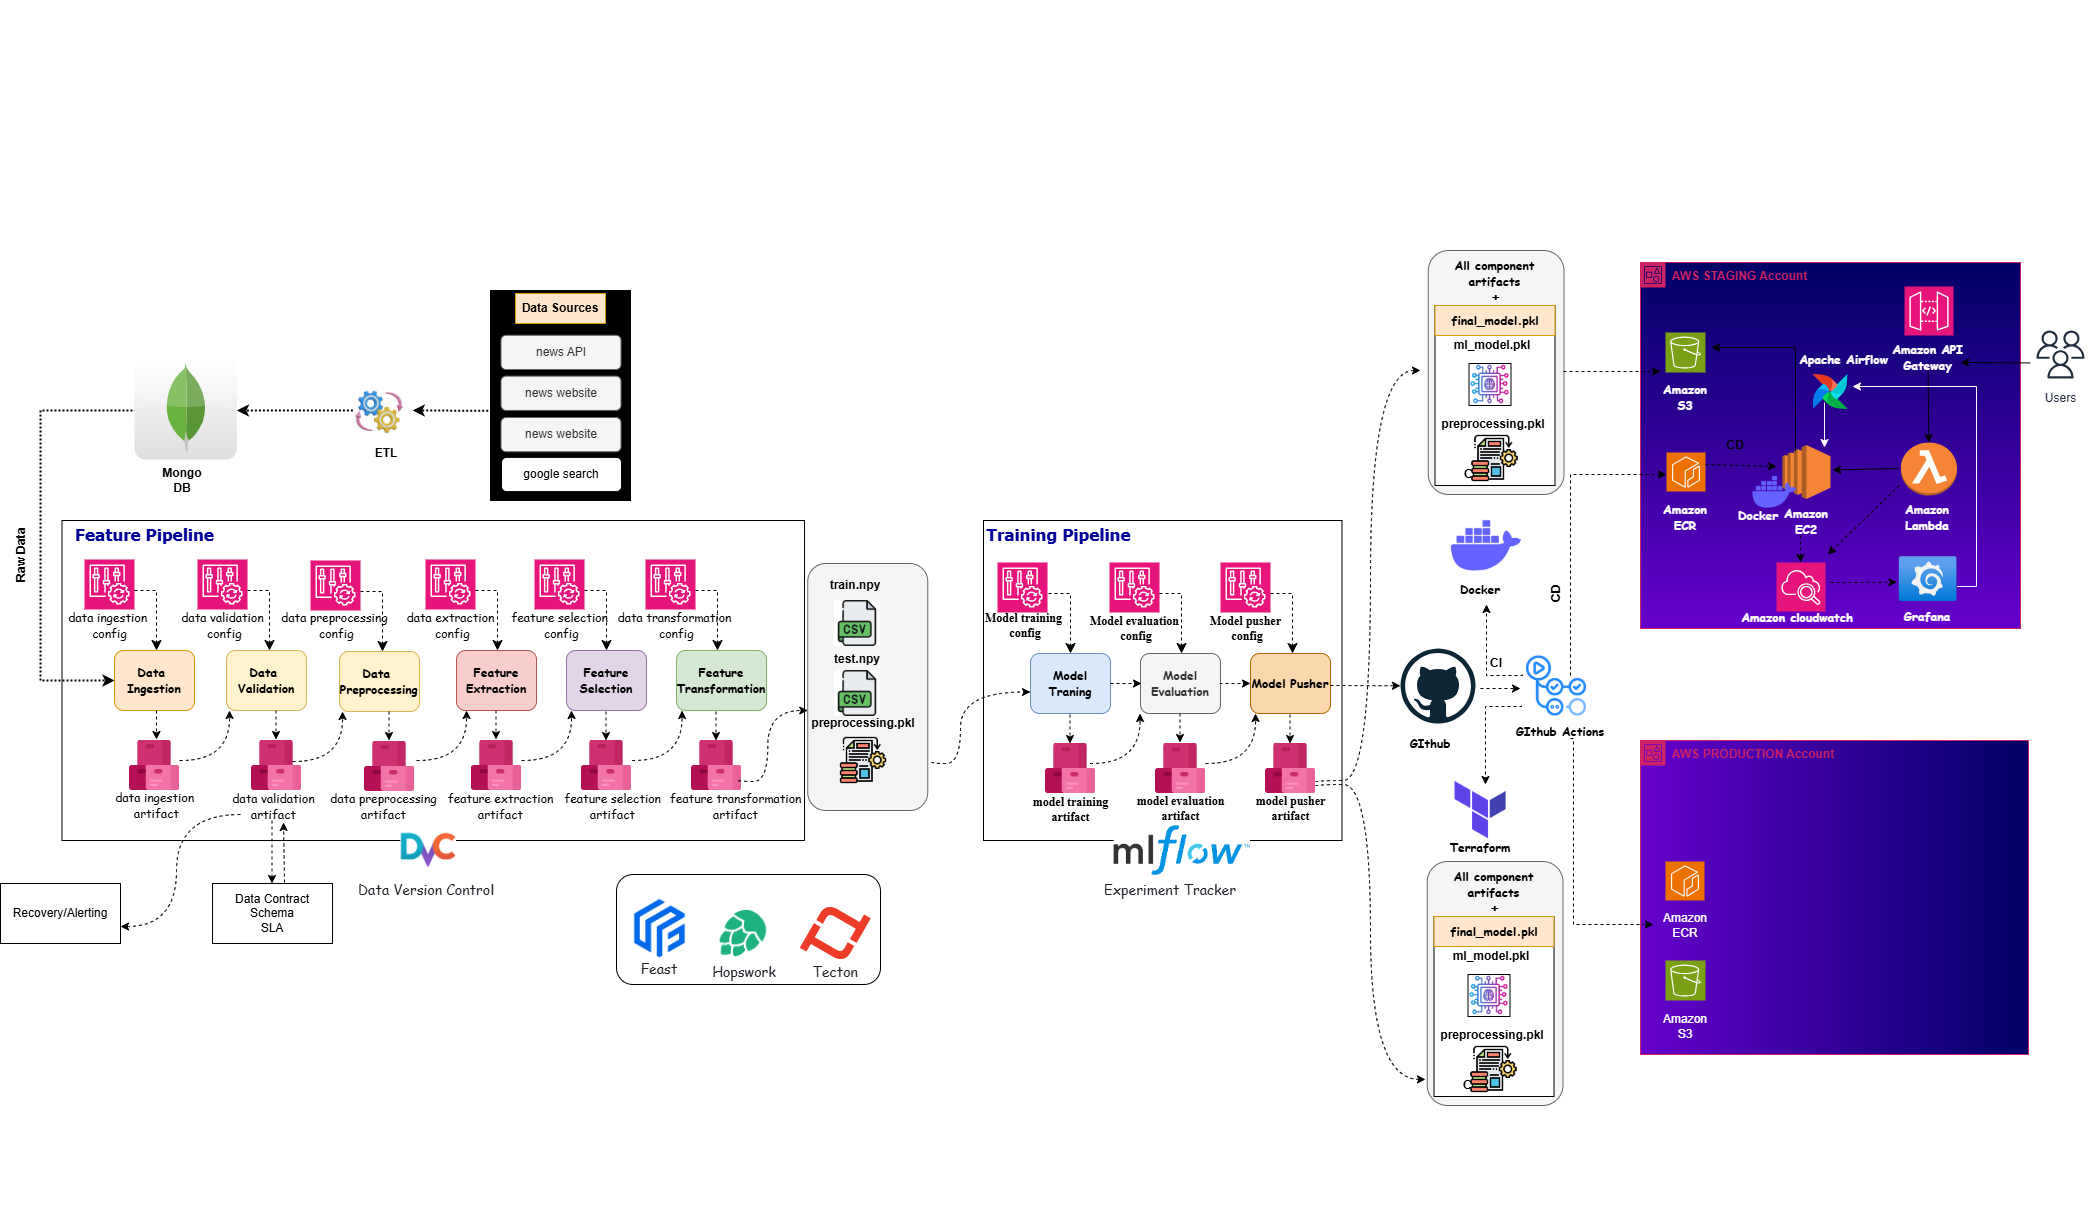 Data Sources
news API
news website
news website
google search
ETL
Mongo
DB
Raw Data
Feature Pipeline
data ingestion
config
data validation
config
data preprocessing
config
data extraction
config
feature selection
config
data transformation
config
Data
Ingestion
Data
Validation
Data
Preprocessing
Feature
Extraction
Feature
Selection
Feature
Transformation
data ingestion
artifact
data validation
artifact
data preprocessing
artifact
feature extraction
artifact
feature selection
artifact
feature transformation
artifact
DVC
Data Version Control
Recovery/Alerting
Data Contract
Schema
SLA
Feast
Hopswork
Tecton
train.npy
CSV
test.npy
CSV
preprocessing.pkl
Training Pipeline
Model training
config
Model evaluation
config
Model pusher
config
Model
Traning
Model
Evaluation
Model Pusher
model training
artifact
model evaluation
artifact
model pusher
artifact
mlflow™
Experiment Tracker
All component
artifacts
+
final_model.pkl
ml_model.pkl
preprocessing.pkl
C
Docker
GIthub
CI
GIthub Actions
CD
Terraform
All component
artifacts
+
final_model.pkl
ml_model.pkl
preprocessing.pkl
C
AWS STAGING Account
Amazon
S3
Apache Airflow
Amazon API
Gateway
Users
CD
Amazon
ECR
Docker
Amazon
EC2
Amazon
Lambda
Amazon cloudwatch
Grafana
AWS PRODUCTION Account
Amazon
ECR
Amazon
S3